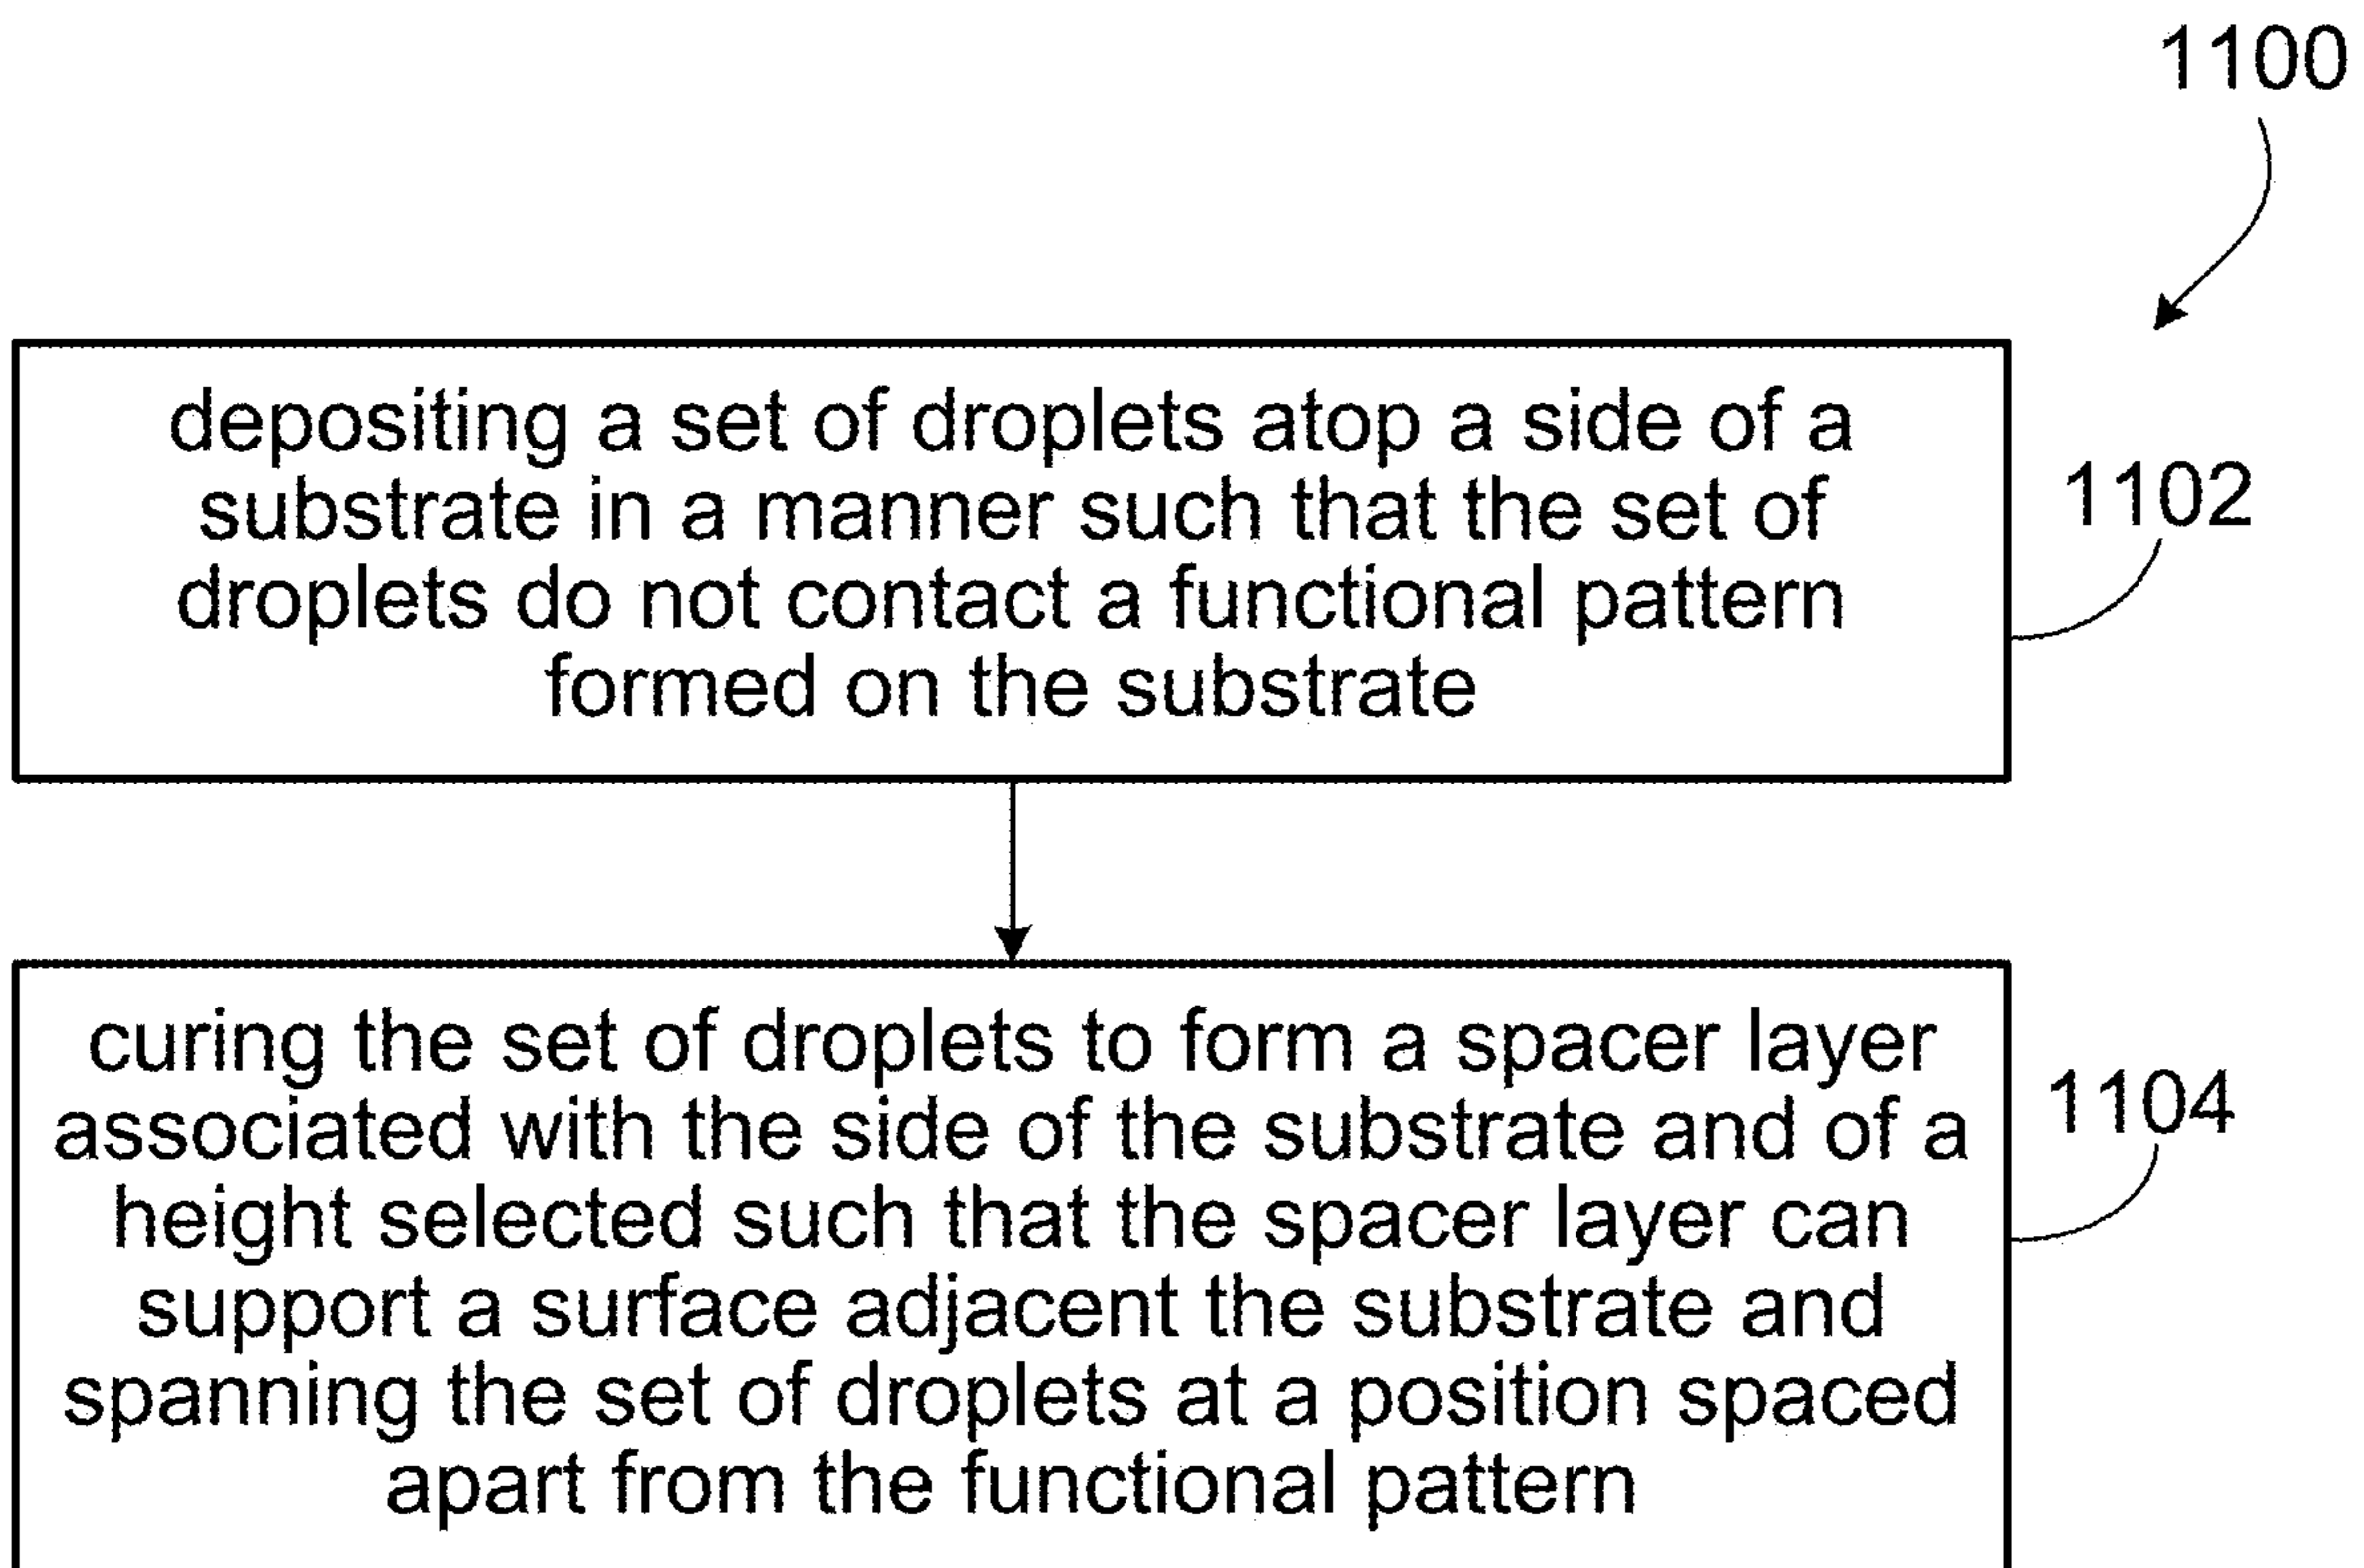 1100
depositing a set of droplets atop a side of a
substrate in a manner such that the set of
droplets do not contact a functional pattern
formed on the substrate
1102
curing the set of droplets to form a spacer layer
associated with the side of the substrate and of a
height selected such that the spacer layer can
support a surface adjacent the substrate and
spanning the set of droplets at a position spaced
apart from the functional pattern
1104